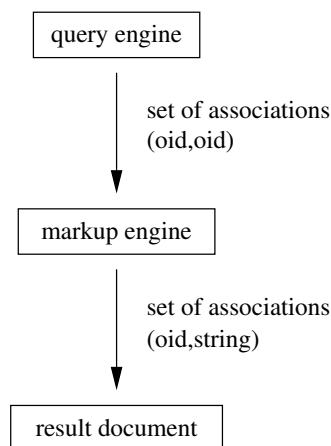 query engine
set of associations
(oid,oid)
markup engine
set of associations
(oid,string)
result document